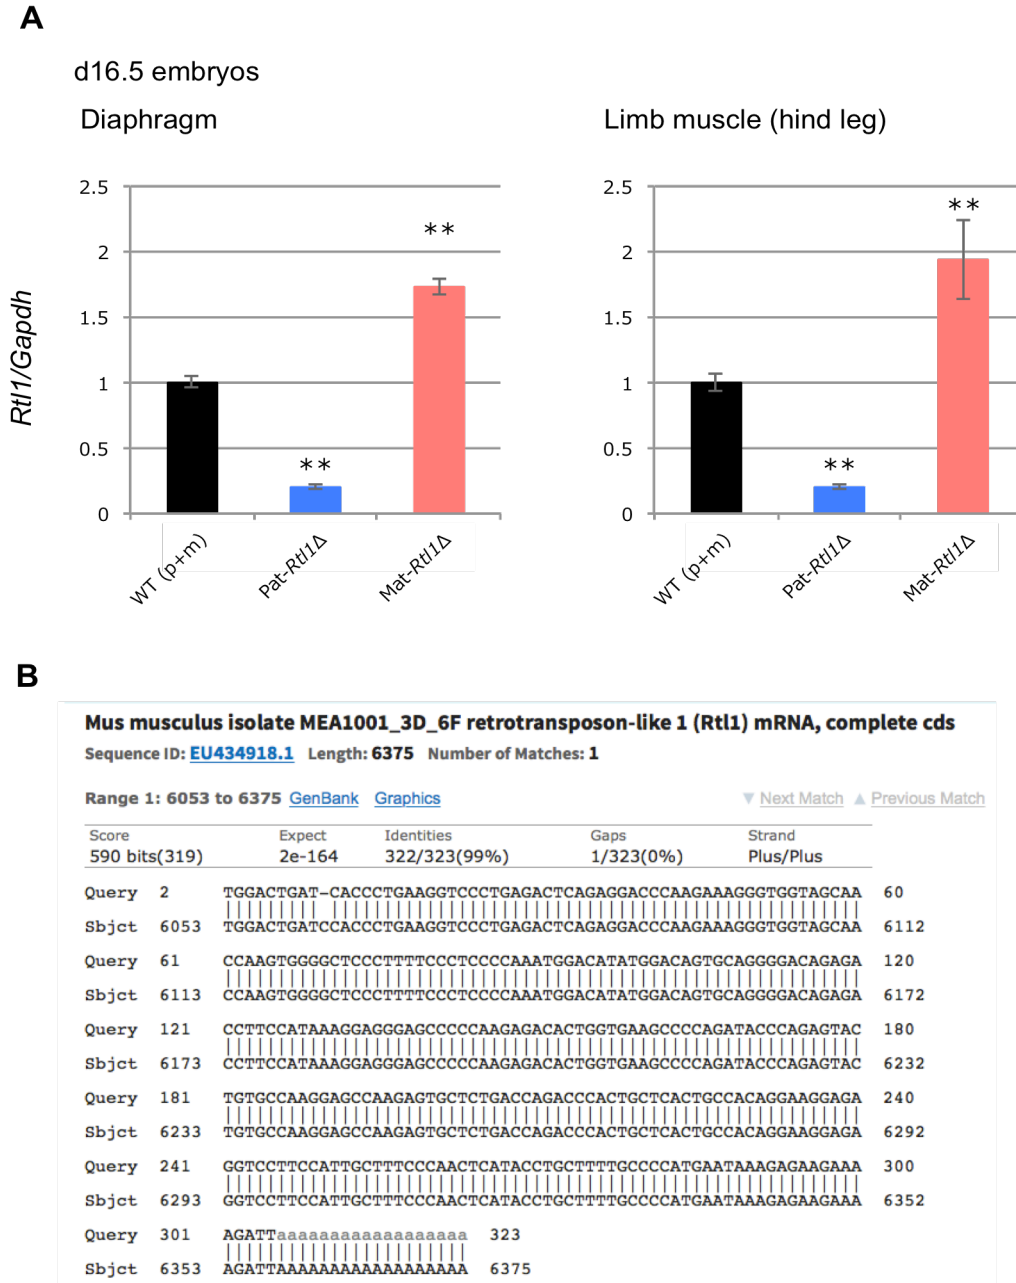 A
d16.5 embryos
Diaphragm
Limb muscle (hind leg)
Rtl1/Gapdh
2.5
2
1.5
1
0.5
0
**
**
WT (p+m)
Pat-Rtl1Δ
Mat-Rtl1Δ
2.5
2
1.5
1
0.5
0
**
**
WT (p+m)
Pat-Rtl1Δ
Mat-Rtl1Δ
B
Mus musculus isolate MEA1001_3D_6F retrotransposon-like 1 (Rtl1) mRNA, complete cds
Sequence ID: EU434918.1 Length: 6375 Number of Matches: 1
Range 1: 6053 to 6375 GenBank Graphics ▼ Next Match ▲ Previous Match
Score Expect Identities Gaps Strand
590 bits(319) 2e-164 322/323(99%) 1/323(0%) Plus/Plus
Query 2 TGGACTGAT-CACCCTGAAGGTCCCTGAGACTCAGAGGACCCAAGAAAGGGTGGTAGCAA 60
Sbjct 6053 TGGACTGATCCACCCTGAAGGTCCCTGAGACTCAGAGGACCCAAGAAAGGGTGGTAGCAA 6112
Query 61 CCAAGTGGGGCTCCCTTTTCCCTCCCCAAATGGACATATGGACAGTGCAGGGGACAGAGA 120
Sbjct 6113 CCAAGTGGGGCTCCCTTTTCCCTCCCCAAATGGACATATGGACAGTGCAGGGGACAGAGA 6172
Query 121 CCTTCCATAAAGGAGGGAGCCCCCAAGAGACACTGGTGAAGCCCCAGATACCCAGAGTAC 180
Sbjct 6173 CCTTCCATAAAGGAGGGAGCCCCCAAGAGACACTGGTGAAGCCCCAGATACCCAGAGTAC 6232
Query 181 TGTGCCAAGGAGCCAAGAGTGCTCTGACCAGACCCACTGCTCACTGCCACAGGAAGGAGA 240
Sbjct 6233 TGTGCCAAGGAGCCAAGAGTGCTCTGACCAGACCCACTGCTCACTGCCACAGGAAGGAGA 6292
Query 241 GGTCCTTCCATTGCTTTCCCAACTCATACCTGCTTTTGCCCCATGAATAAAGAGAAGAAA 300
Sbjct 6293 GGTCCTTCCATTGCTTTCCCAACTCATACCTGCTTTTGCCCCATGAATAAAGAGAAGAAA 6352
Query 301 AGATTaaaaaaaaaaaaaaaaaa 323
Sbjct 6353 AGATTAAAAAAAAAAAAAAAAAA 6375